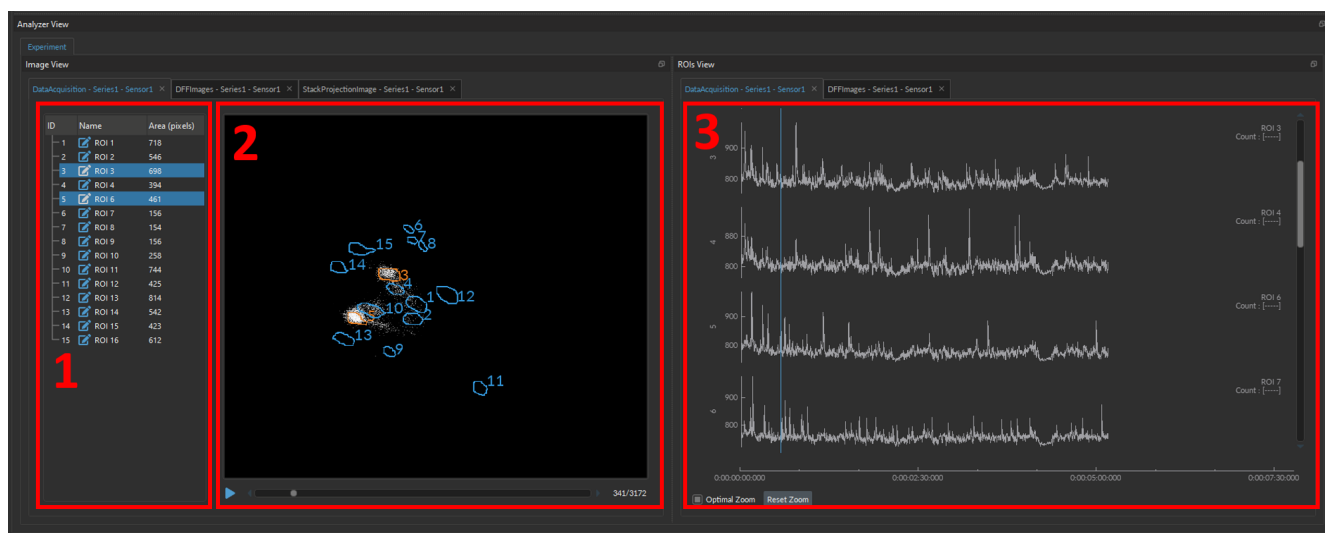 Analyzer View
Experiment
Image View
DataAcquisition - Series1 - Sensor1 × DFFImages - Series1 - Sensor1 × StackProjectionImage - Series1 - Sensor1 ×
ID Name Area (pixels)
1 ROI 1 718
2 ROI 2 546
3 ROI 3 698
4 ROI 4 394
5 ROI 6 461
6 ROI 7 156
7 ROI 8 154
8 ROI 9 156
9 ROI 10 258
10 ROI 11 744
11 ROI 12 425
12 ROI 13 814
13 ROI 14 542
14 ROI 15 423
15 ROI 16 612
1
2
6
7
15
8
14
3
4
1
12
10
2
13
9
11
341/3172
ROIs View
DataAcquisition - Series1 - Sensor1 × DFFImages - Series1 - Sensor1 ×
3
ROI 3
Count : [-----]
900
3
800
ROI 4
Count : [-----]
880
4
800
ROI 6
Count : [-----]
900
5
800
ROI 7
Count : [-----]
900
6
800
0:00:00:00:000 0:00:02:30:000 0:00:05:00:000 0:00:07:30:000
Optimal Zoom Reset Zoom